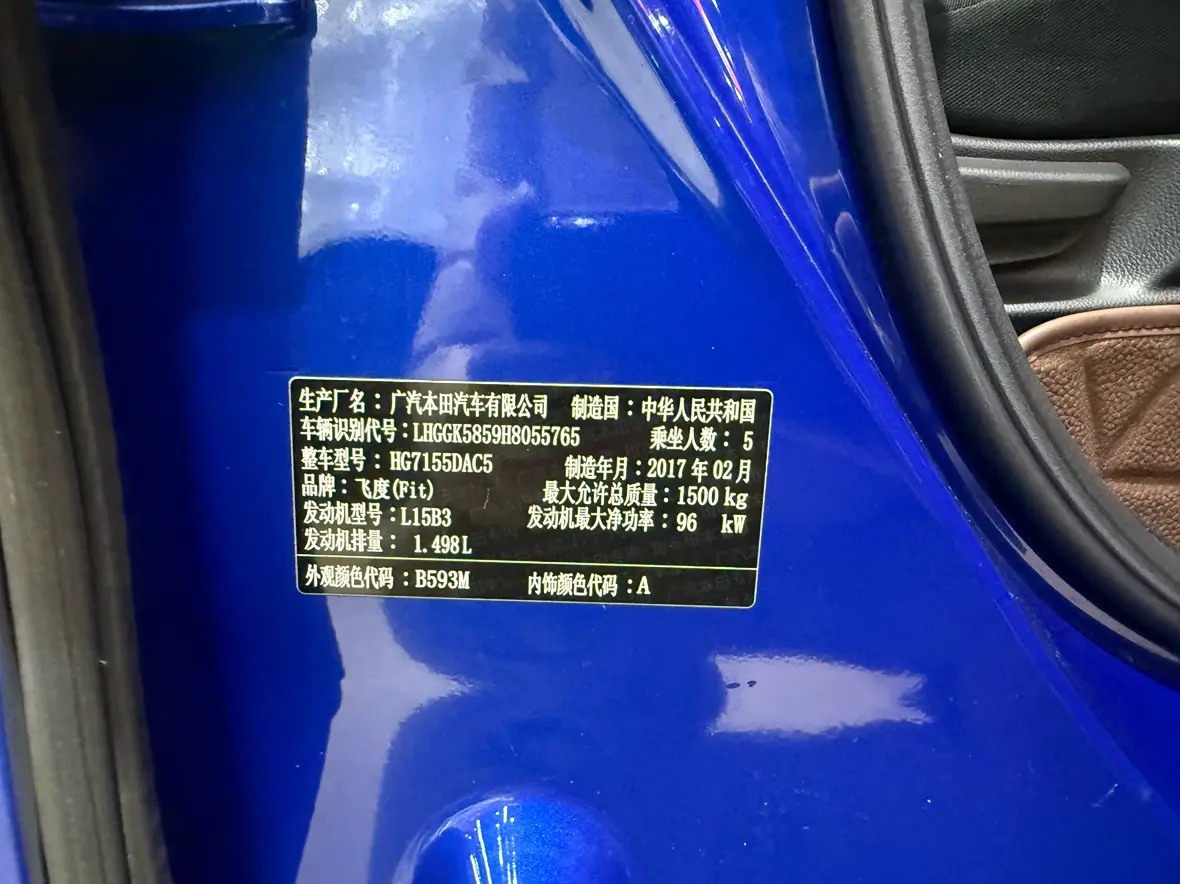 生产厂名：广汽本田汽车有限公司 制造国：中华人民共和国
车辆识别代号：LHGGK5859H8055765 乘坐人数：5
整车型号：HG7155DAC5 制造年月：2017 年 02 月
品牌：飞度(Fit) 最大允许总质量：1500 kg
发动机型号：L15B3 发动机最大净功率：96 kW
发动机排量：1.498L
外观颜色代码：B593M 内饰颜色代码：A